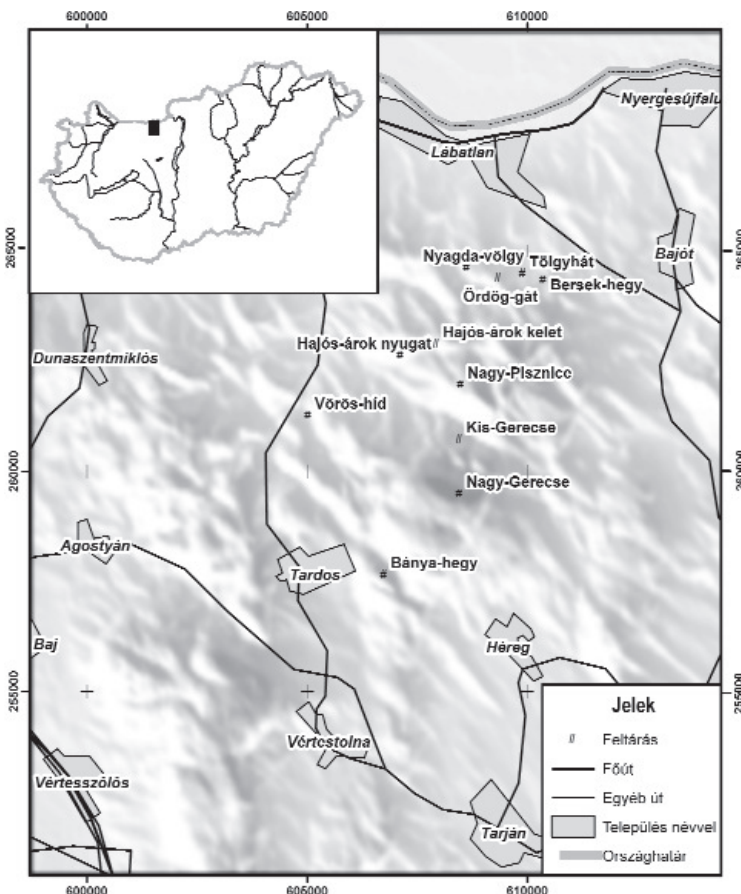 600000
605000
610000
Nyergesújfalu
Lábatlan
265000
265000
Nyagda-völgy
Tölgyhát
Bajót
Ördög-gát
Bersek-hegy
Hajós-árok nyugat
Hajós-árok kelet
Dunaszentmiklós
Nagy-Pisznice
Vörös-híd
Kis-Gerecse
260000
260000
Nagy-Gerecse
Agostyán
Bánya-hegy
Tardos
Baj
Héreg
255000
255000
Jelek
Vértestolna
Feltárás
Főút
Vértesszőlős
Egyéb út
Település névvel
Tarján
Országhatár
600000
605000
610000